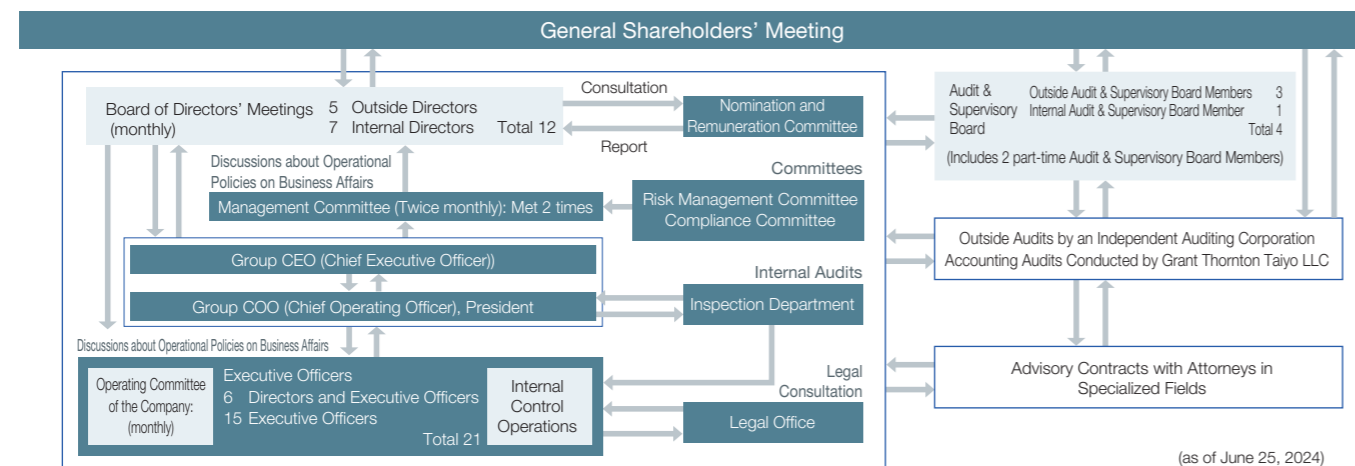 General Shareholders' Meeting
Board of Directors' Meetings
(monthly)
5 Outside Directors
7 Internal Directors Total 12
Consultation
Report
Nomination and
Remuneration Committee
Audit &
Supervisory
Board
Outside Audit & Supervisory Board Members 3
Internal Audit & Supervisory Board Member 1
Total 4
(Includes 2 part-time Audit & Supervisory Board Members)
Discussions about Operational
Policies on Business Affairs
Management Committee (Twice monthly): Met 2 times
Committees
Risk Management Committee
Compliance Committee
Group CEO (Chief Executive Officer))
Group COO (Chief Operating Officer), President
Internal Audits
Inspection Department
Outside Audits by an Independent Auditing Corporation
Accounting Audits Conducted by Grant Thornton Taiyo LLC
Discussions about Operational Policies on Business Affairs
Operating Committee
of the Company:
(monthly)
Executive Officers
6 Directors and Executive Officers
15 Executive Officers
Total 21
Internal
Control
Operations
Legal
Consultation
Legal Office
Advisory Contracts with Attorneys in
Specialized Fields
(as of June 25, 2024)